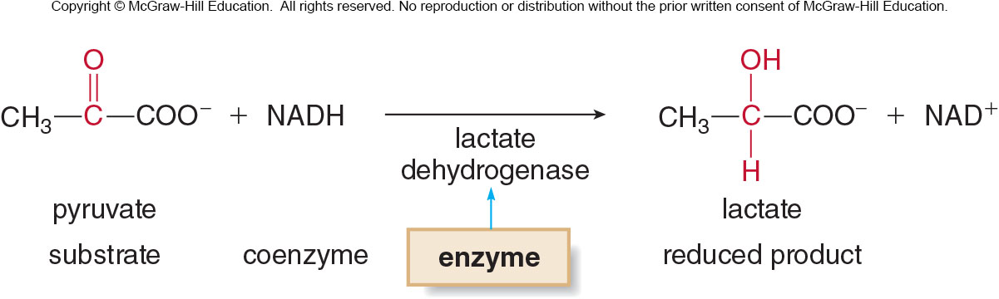 Copyright © McGraw-Hill Education. All rights reserved. No reproduction or distribution without the prior written consent of McGraw-Hill Education.
O OH
CH₃—C—COO⁻ + NADH CH₃—C—COO⁻ + NAD⁺
lactate
dehydrogenase
H
pyruvate lactate
substrate coenzyme enzyme reduced product